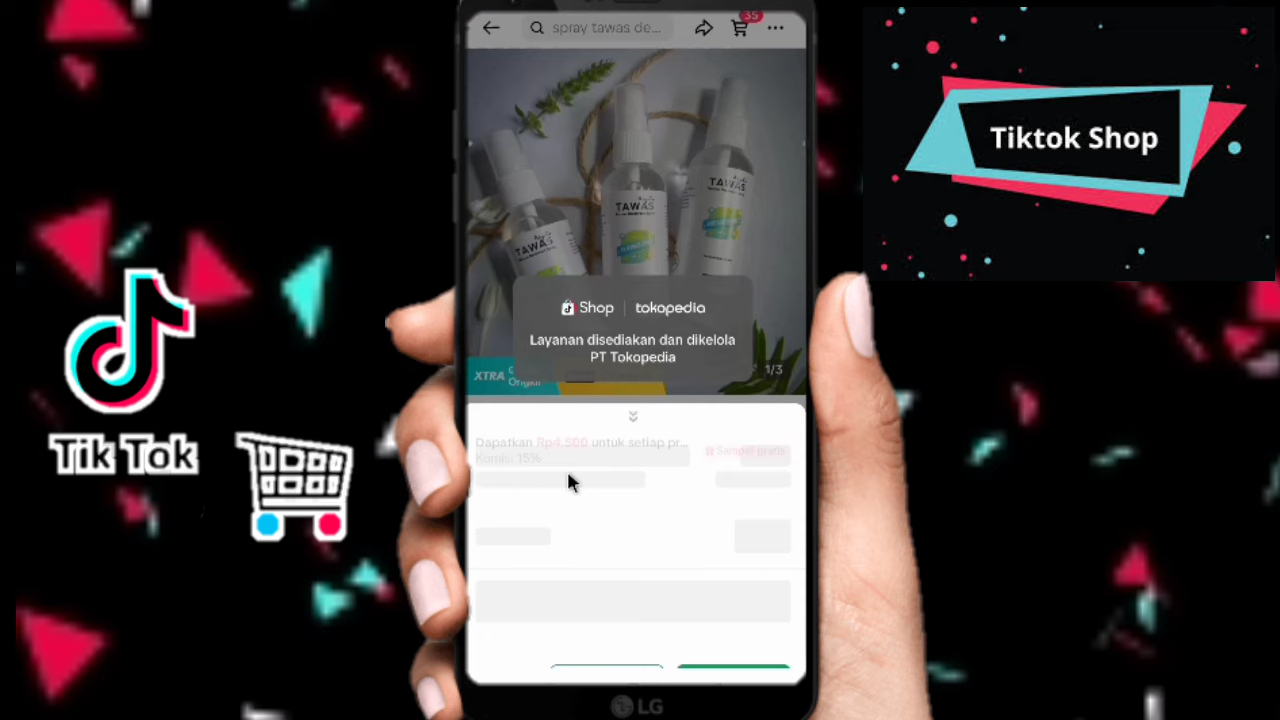 spray tawas de...
35
TAWAS
TAWAS
TAWAS
Shop | tokopedia
Layanan disediakan dan dikelola
PT Tokopedia
XTRA
Ongkir
1/3
Dapatkan Rp4.500 untuk setiap pr...
Komisi 15%
Sampel gratis
LG
Tik Tok
Tiktok Shop